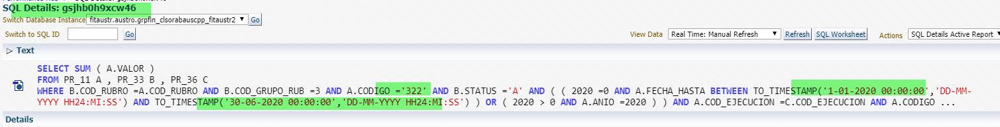 SQL Details: gsjhb0h9xcw46
Switch Database Instance fitaustr.austro.grpfin_clsorabauscpp_fitaustr2 Go
Switch to SQL ID Go View Data Real Time: Manual Refresh Refresh SQL Worksheet Actions SQL Details Active Report
Text
SELECT SUM ( A.VALOR )
FROM PR_11 A , PR_33 B , PR_36 C
WHERE B.COD_RUBRO =A.COD_RUBRO AND B.COD_GRUPO_RUB =3 AND A.CODIGO ='322' AND B.STATUS ='A' AND ( ( 2020 =0 AND A.FECHA_HASTA BETWEEN TO_TIMESTAMP('1-01-2020 00:00:00','DD-MM-
YYYY HH24:MI:SS') AND TO_TIMESTAMP('30-06-2020 00:00:00','DD-MM-YYYY HH24:MI:SS') ) OR ( 2020 > 0 AND A.ANIO =2020 ) ) AND A.COD_EJECUCION =C.COD_EJECUCION AND A.CODIGO ...
Details